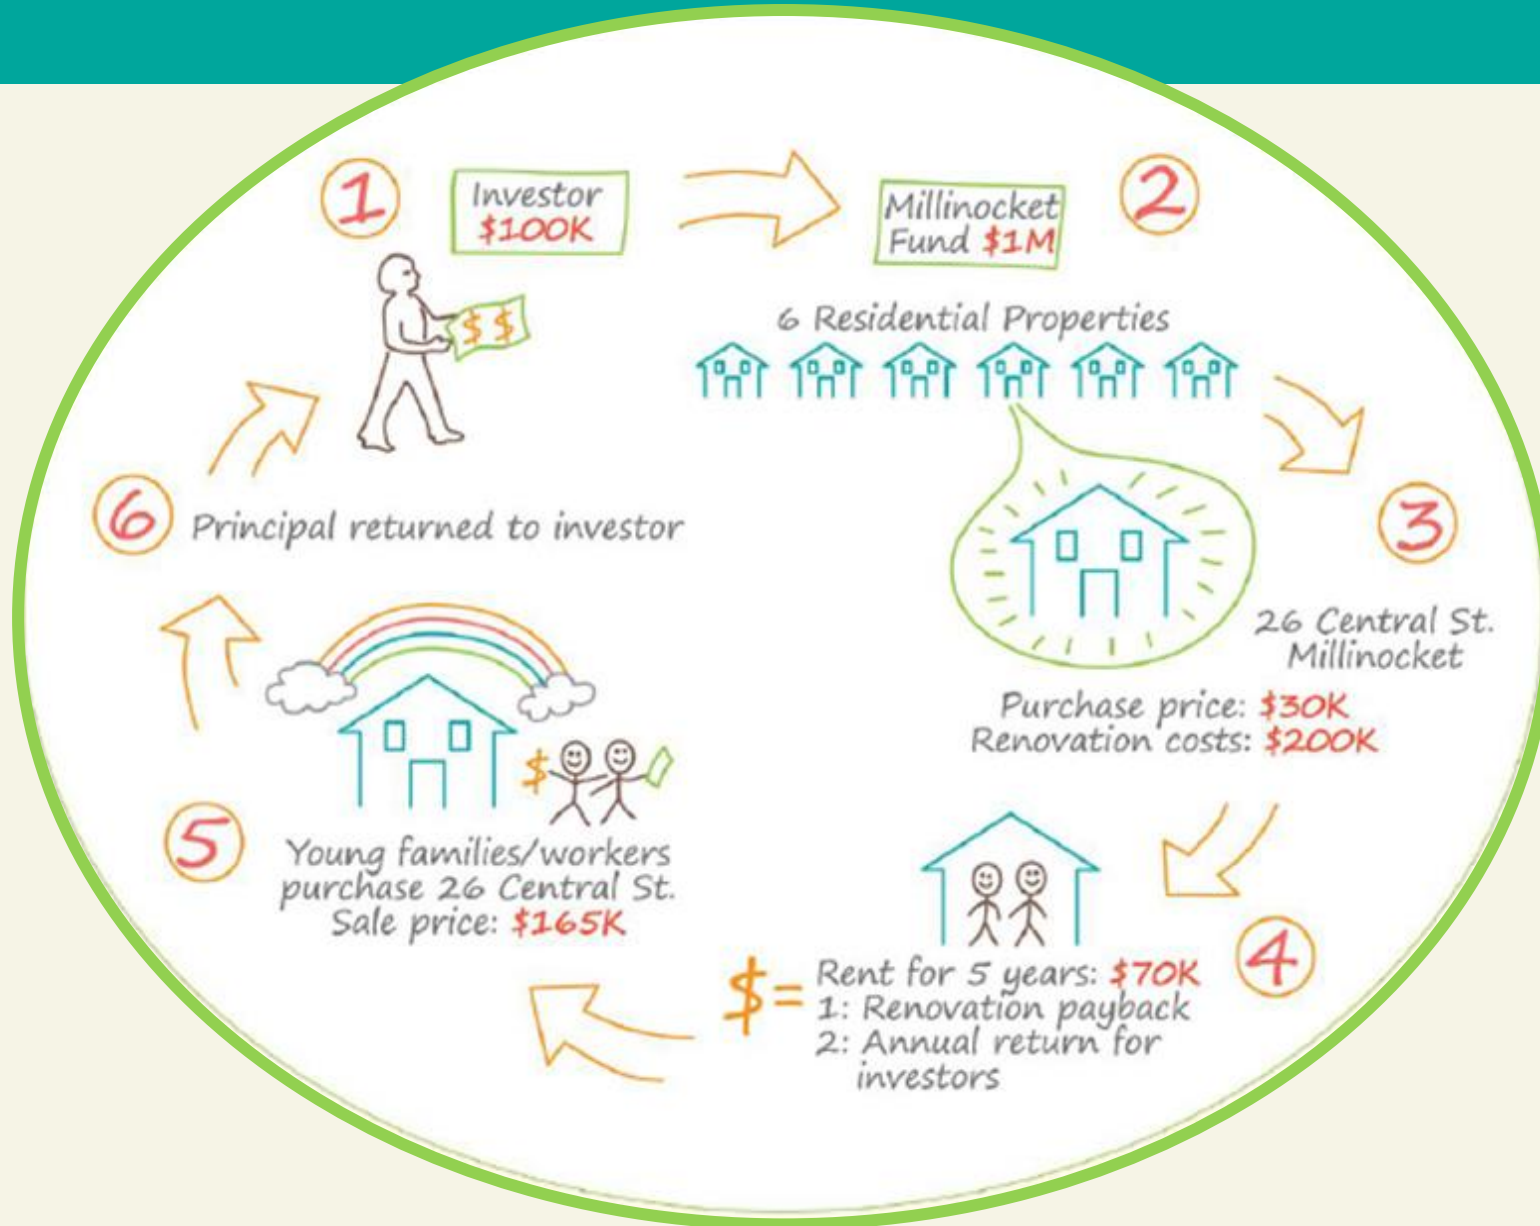 1
Investor
$100K
Millinocket
Fund $1M
2
6 Residential Properties
$ $
3
26 Central St.
Millinocket
Purchase price: $30K
Renovation costs: $200K
4
$= Rent for 5 years: $70K
1: Renovation payback
2: Annual return for
investors
5
$
Young families/workers
purchase 26 Central St.
Sale price: $165K
6
Principal returned to investor